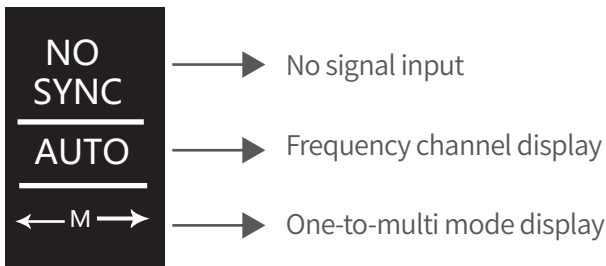 NO
SYNC
No signal input
AUTO
Frequency channel display
M
One-to-multi mode display